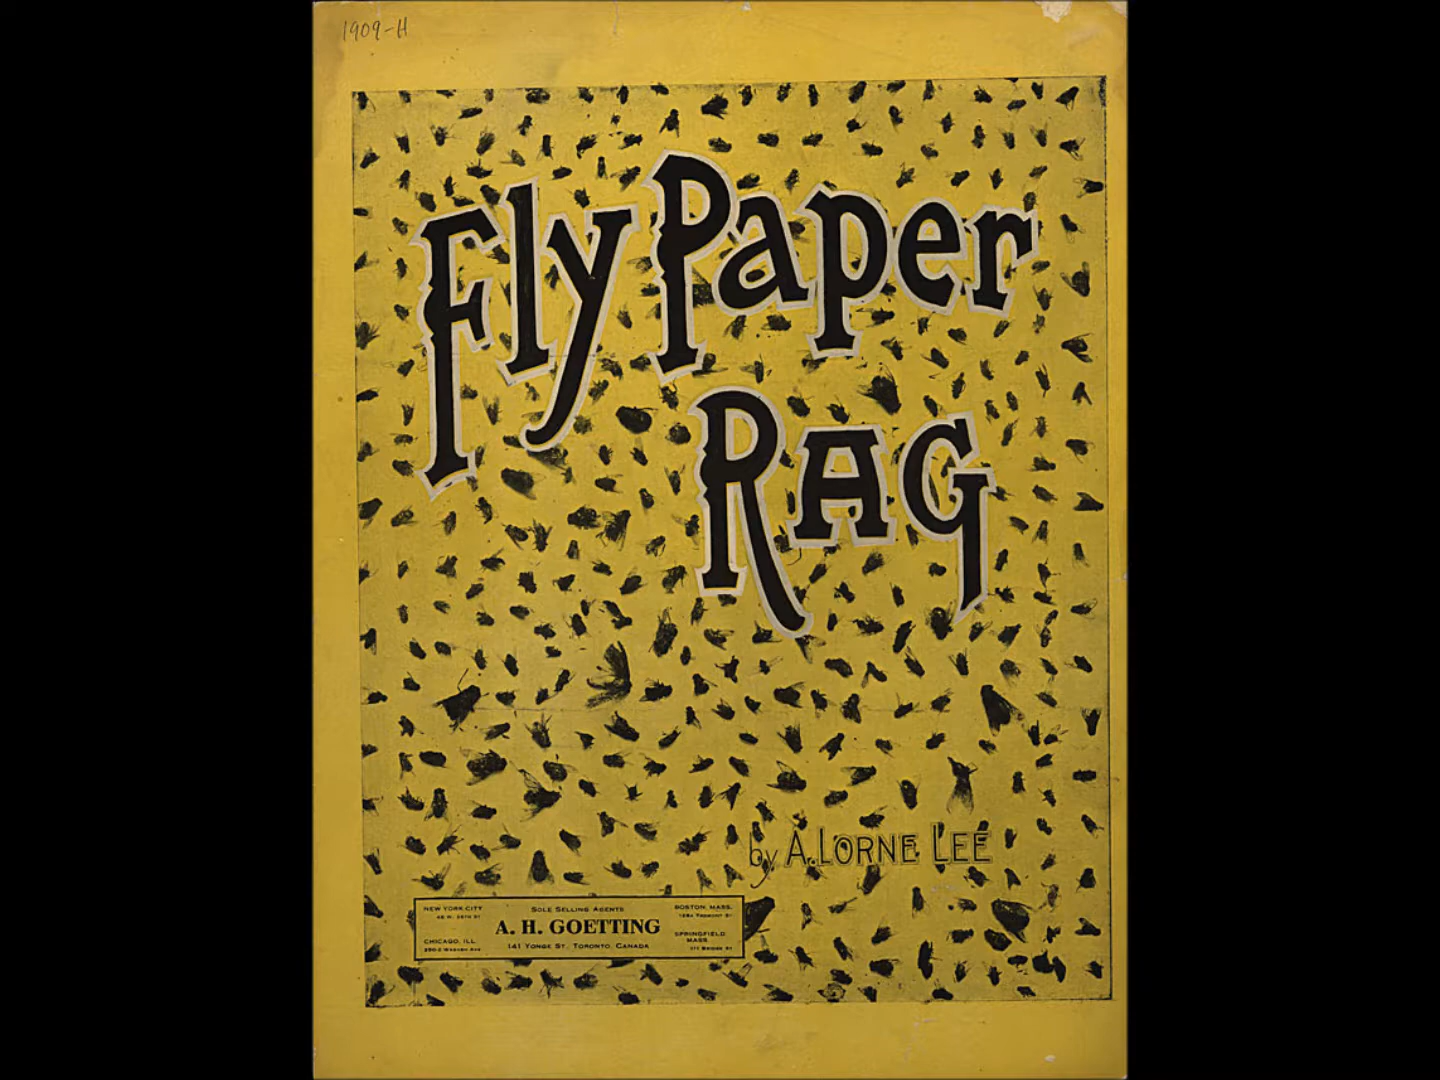 1909-H
Fly Paper
RAG
by A. LORNE LEE
NEW YORK CITY
SOLE SELLING AGENTS
BOSTON, MASS.
A. H. GOETTING
CHICAGO, ILL.
SPRINGFIELD
MASS
141 YONGE ST. TORONTO, CANADA